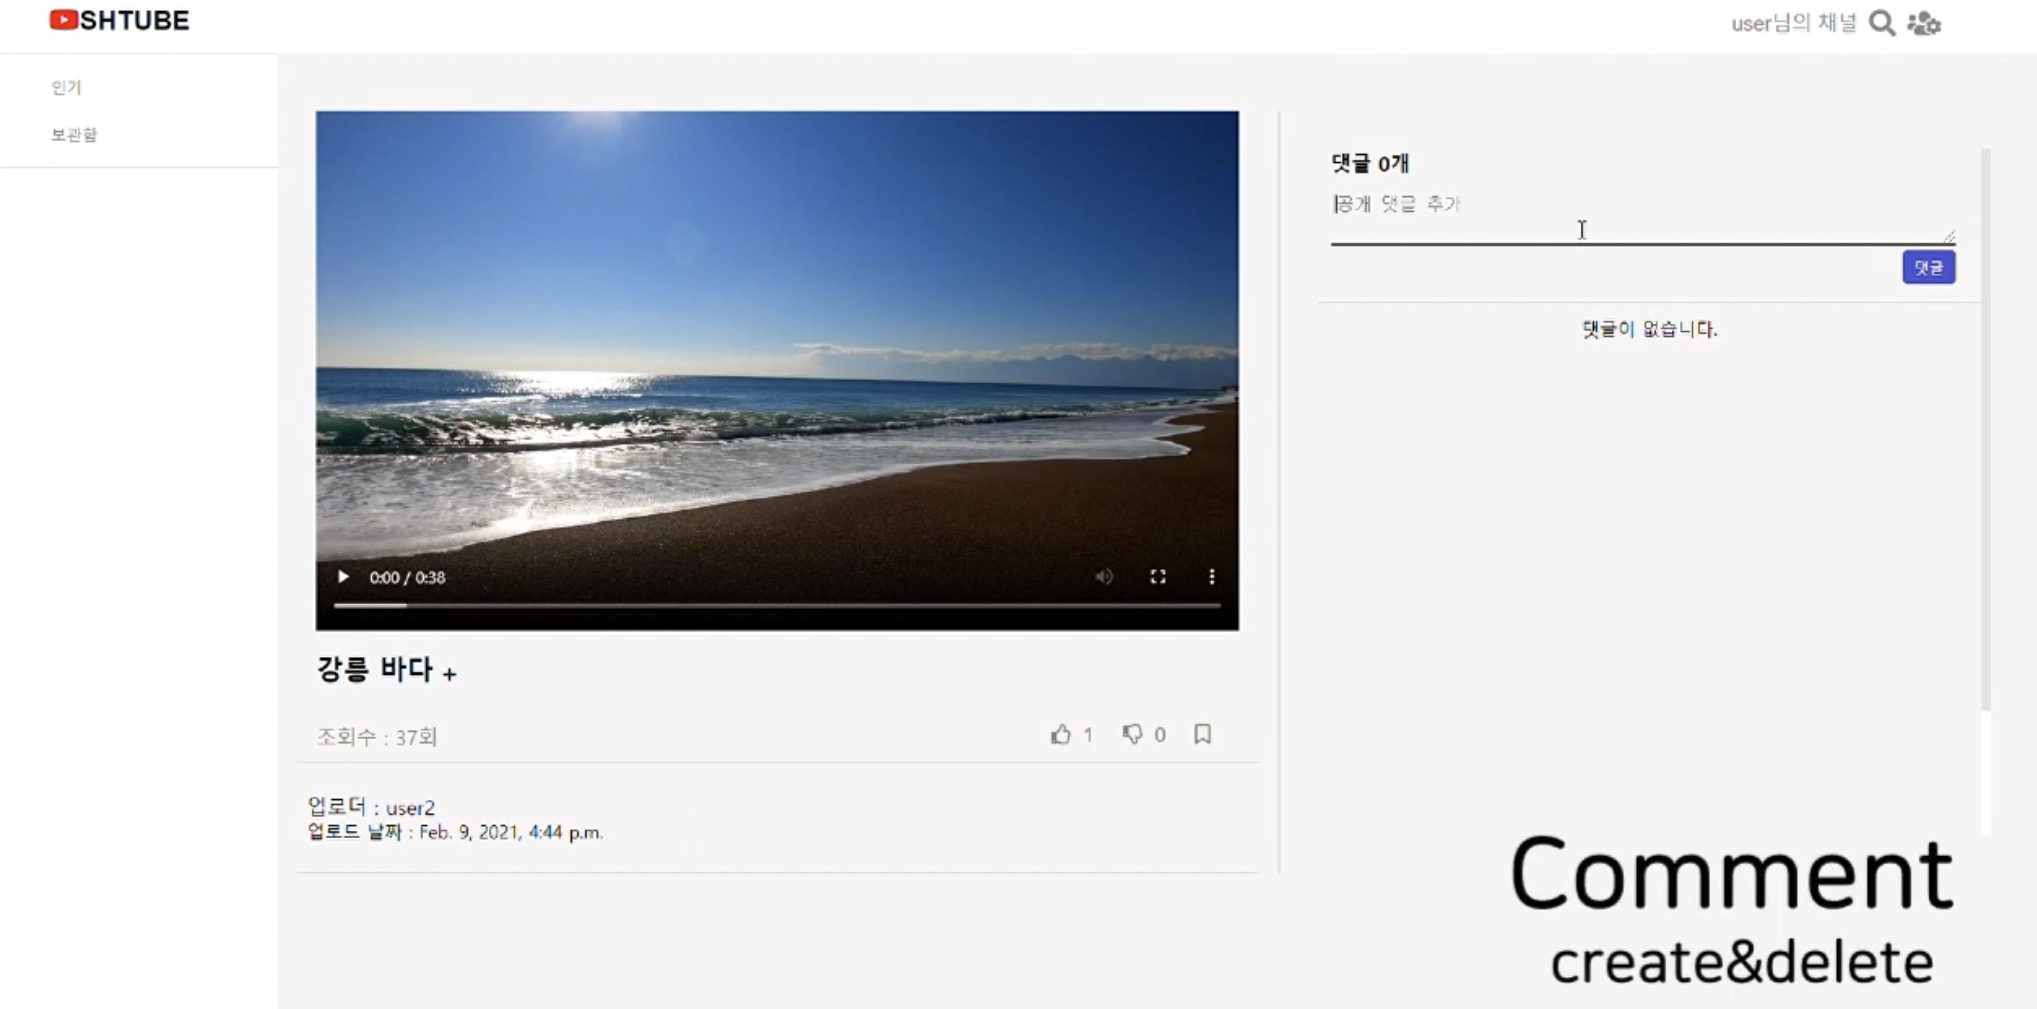 SHTUBE
user님의 채널
인기
보관함
0:00 / 0:38
강릉 바다 +
조회수 : 37회
1
0
업로더 : user2
업로드 날짜 : Feb. 9, 2021, 4:44 p.m.
댓글 0개
공개 댓글 추가
댓글
댓글이 없습니다.
Comment
create&delete